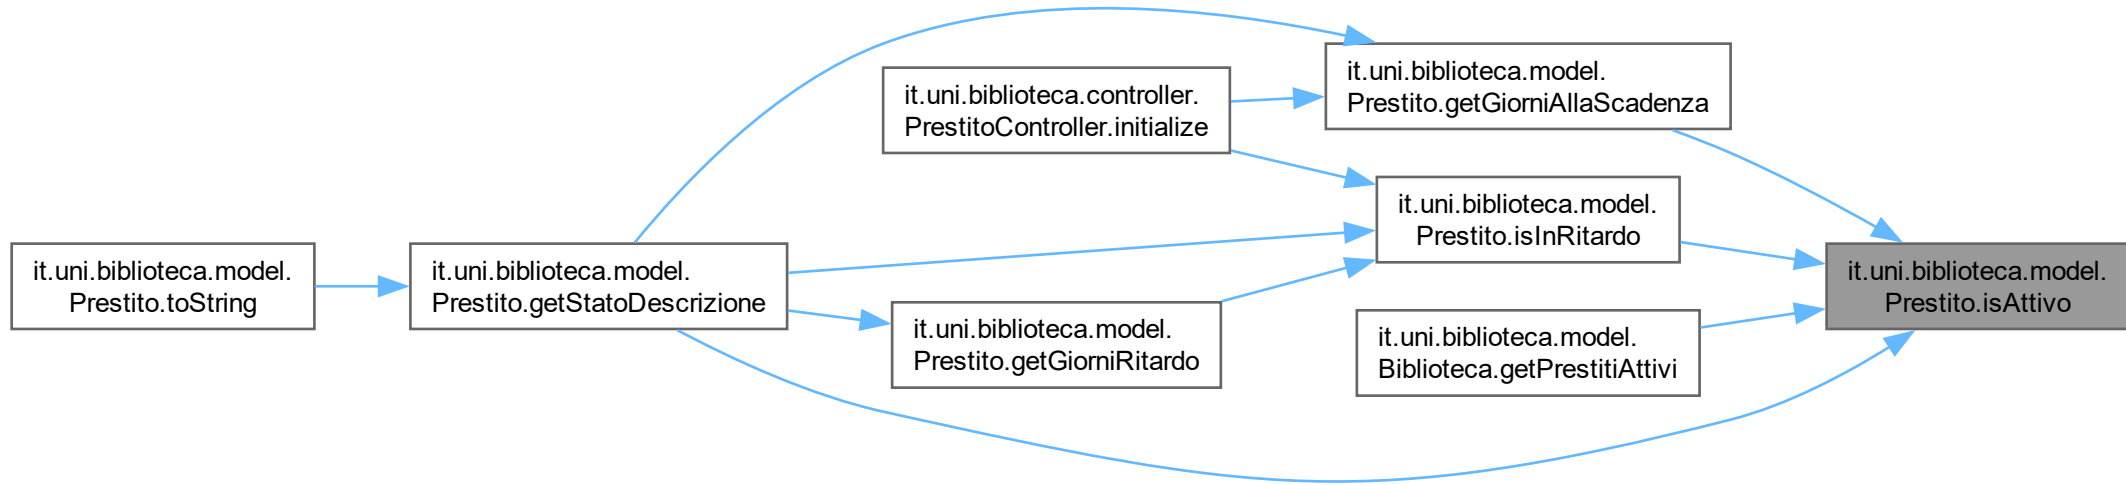 it.uni.biblioteca.model.
Prestito.toString
it.uni.biblioteca.model.
Prestito.getStatoDescrizione
it.uni.biblioteca.controller.
PrestitoController.initialize
it.uni.biblioteca.model.
Prestito.getGiorniRitardo
it.uni.biblioteca.model.
Prestito.getGiorniAllaScadenza
it.uni.biblioteca.model.
Prestito.isInRitardo
it.uni.biblioteca.model.
Biblioteca.getPrestitiAttivi
it.uni.biblioteca.model.
Prestito.isAttivo